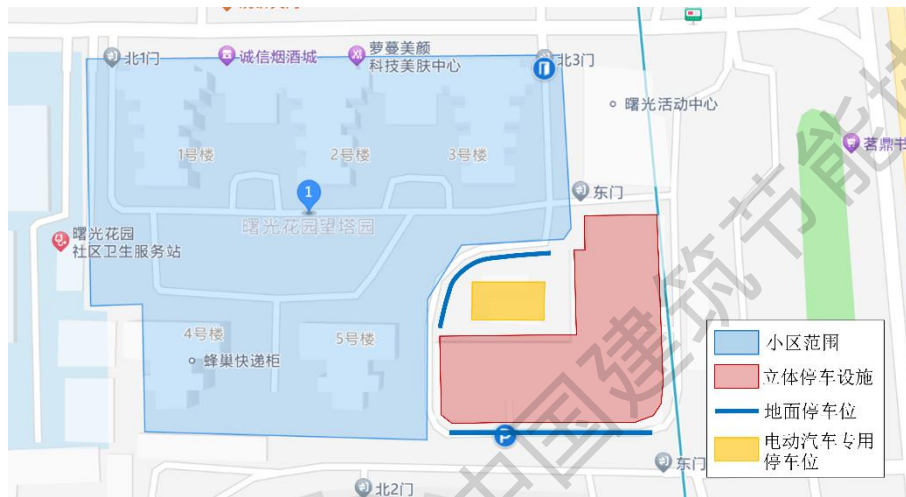 北1门
诚信烟酒城
萝蔓美颜
科技美肤中心
北3门
曙光活动中心
茗鼎书
1号楼
2号楼
3号楼
东门
1
曙光花园望塔园
曙光花园
社区卫生服务站
4号楼
5号楼
蜂巢快递柜
小区范围
立体停车设施
地面停车位
电动汽车专用
停车位
P
东门
北2门
中国建筑节能协